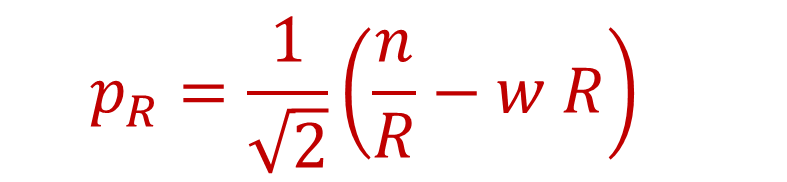 p_R = \frac{1}{\sqrt{2}} \left( \frac{n}{R} - w R \right)